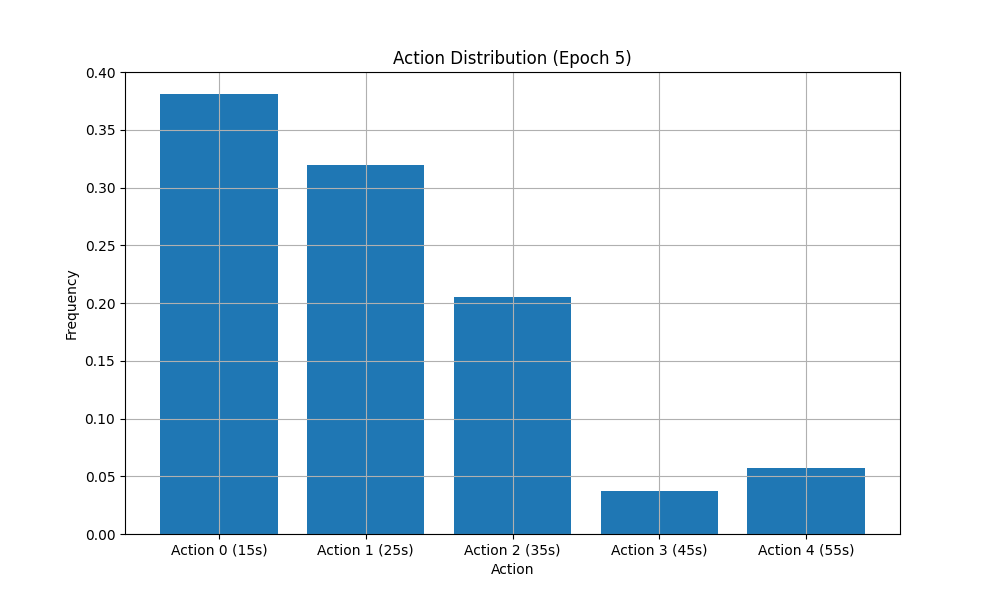 Action Distribution (Epoch 5)
0.40
0.35
0.30
0.25
0.20
0.15
0.10
0.05
0.00
Frequency
Action 0 (15s) Action 1 (25s) Action 2 (35s) Action 3 (45s) Action 4 (55s)
Action